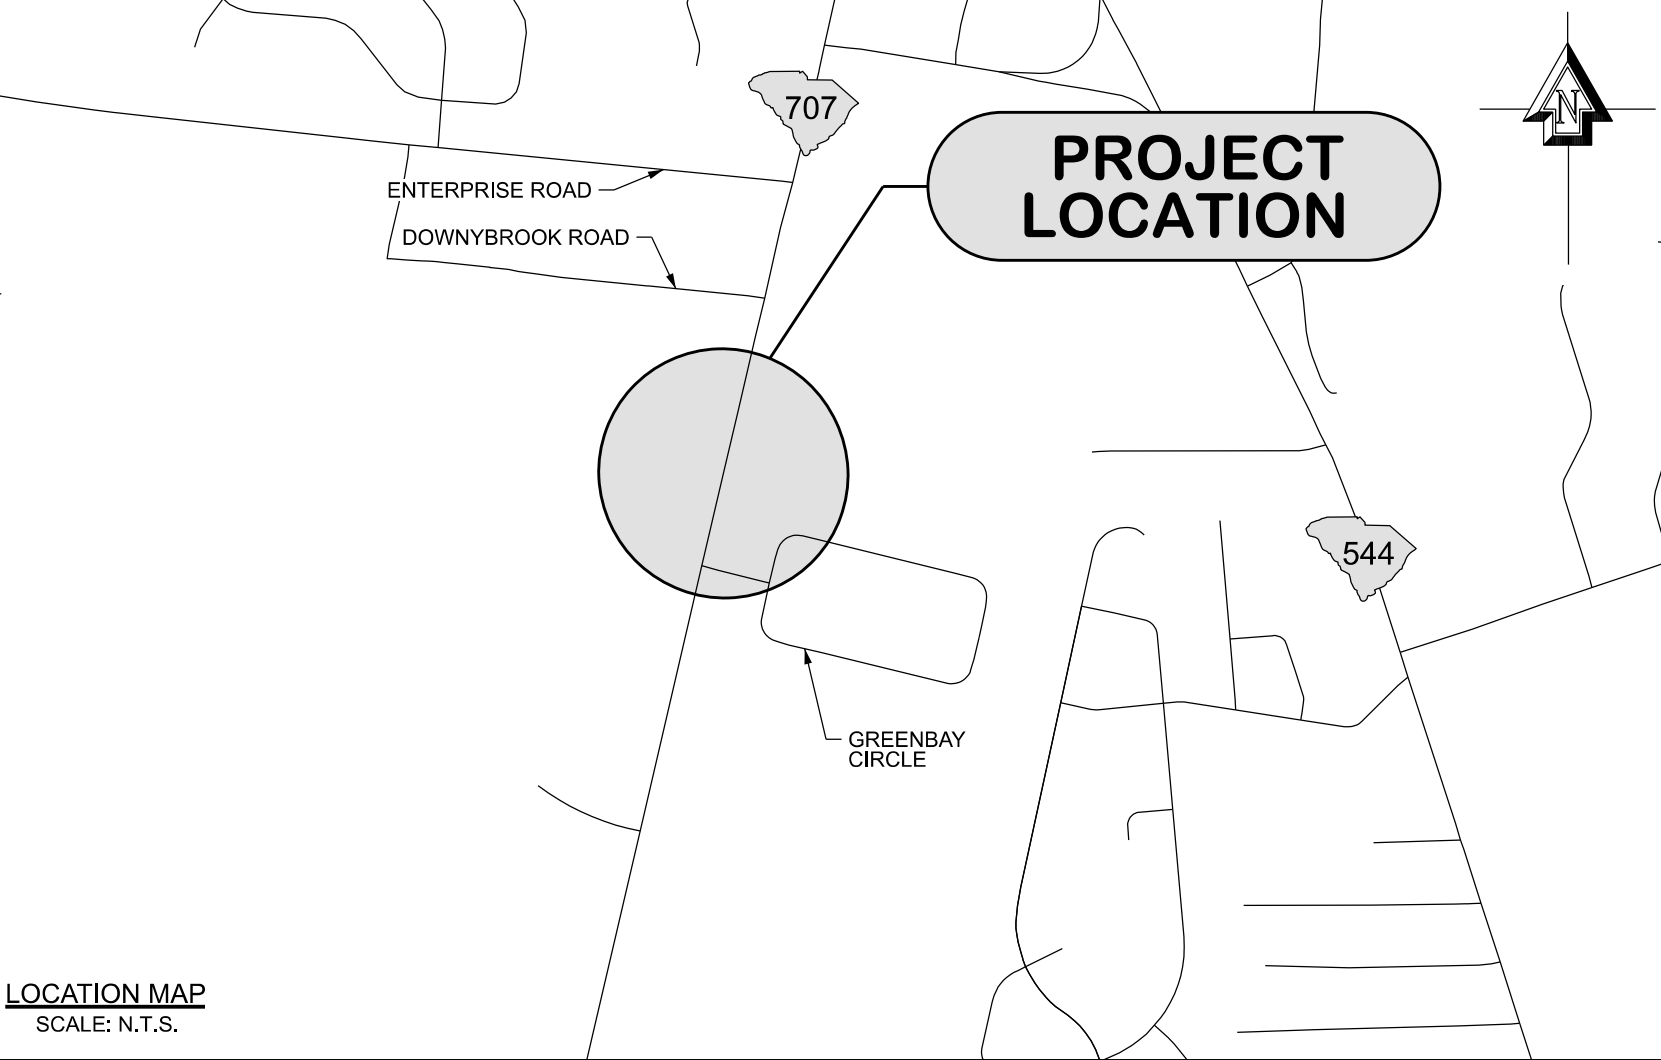 707
N
PROJECT
LOCATION
ENTERPRISE ROAD
DOWNYBROOK ROAD
544
GREENBAY
CIRCLE
LOCATION MAP
SCALE: N.T.S.